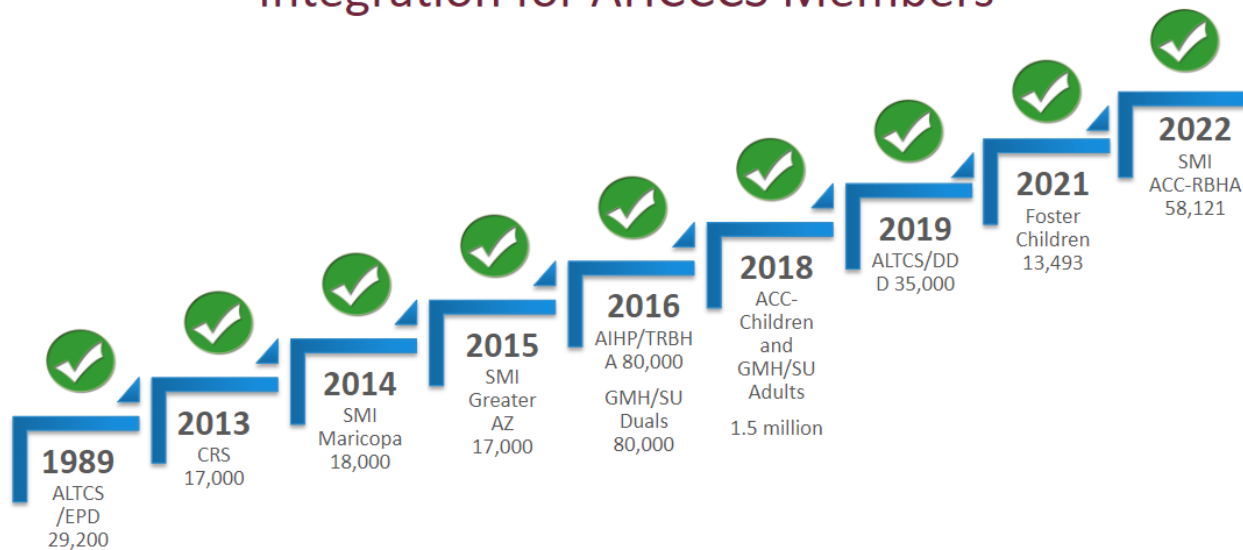 Integration for AHCCCS Members
1989
ALTCS
/EPD
29,200
2013
CRS
17,000
2014
SMI
Maricopa
18,000
2015
SMI
Greater
AZ
17,000
2016
AIHP/TRBH
A 80,000
GMH/SU
Duals
80,000
2018
ACC-
Children
and
GMH/SU
Adults
1.5 million
2019
ALTCS/DD
D 35,000
2021
Foster
Children
13,493
2022
SMI
ACC-RBHA
58,121